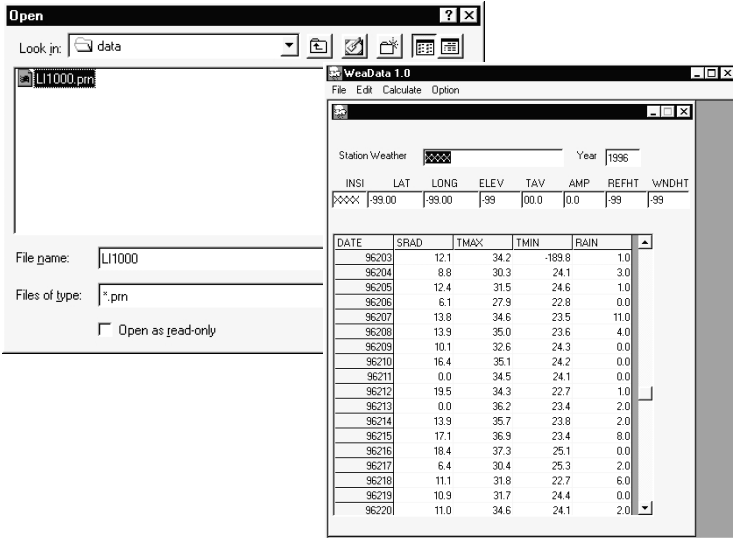 Open
Look in: data
LI1000.prn
File name: LI1000
Files of type: *.prn
Open as read-only
WeaData 1.0
File Edit Calculate Option
Station Weather XXXX Year 1996
INSI LAT LONG ELEV TAV AMP REFHT WNDHT
XXXX -99.00 -99.00 -99 00.0 0.0 -99 -99
DATE SRAD TMAX TMIN RAIN
96203 12.1 34.2 -189.8 1.0
96204 8.8 30.3 24.1 3.0
96205 12.4 31.5 24.6 1.0
96206 6.1 27.9 22.8 0.0
96207 13.8 34.6 23.5 11.0
96208 13.9 35.0 23.6 4.0
96209 10.1 32.6 24.3 0.0
96210 16.4 35.1 24.2 0.0
96211 0.0 34.5 24.1 0.0
96212 19.5 34.3 22.7 1.0
96213 0.0 36.2 23.4 2.0
96214 13.9 35.7 23.8 2.0
96215 17.1 36.9 23.4 8.0
96216 18.4 37.3 25.1 0.0
96217 6.4 30.4 25.3 2.0
96218 11.1 31.8 22.7 6.0
96219 10.9 31.7 24.4 0.0
96220 11.0 34.6 24.1 2.0